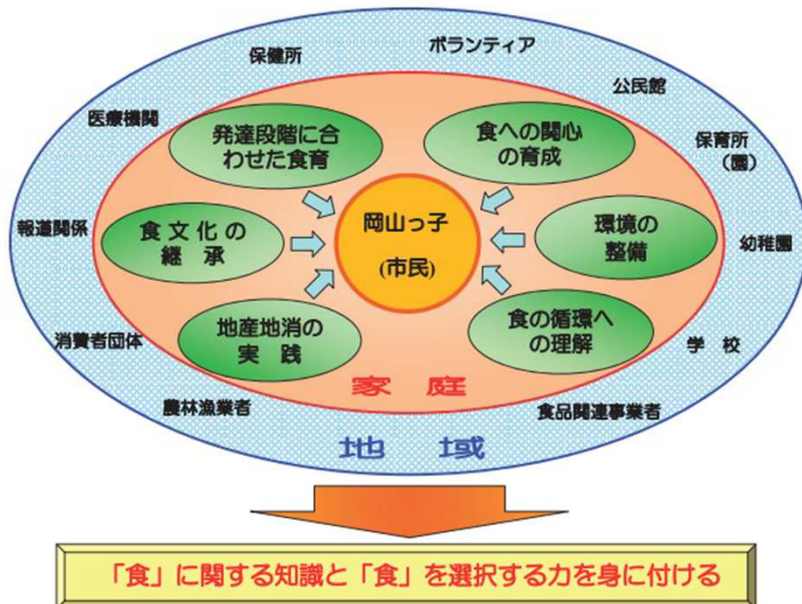 保健所
ボランティア
公民館
医療機関
保育所
（園）
報道関係
幼稚園
消費者団体
学　校
農林漁業者
食品関連事業者
発達段階に合
わせた食育
食への関心
の育成
食 文 化 の
継　承
環境の
整備
地産地消の
実　践
食の循環へ
の理解
岡山っ子
(市民)
家　庭
地　域
「食」に関する知識と「食」を選択する力を身に付ける